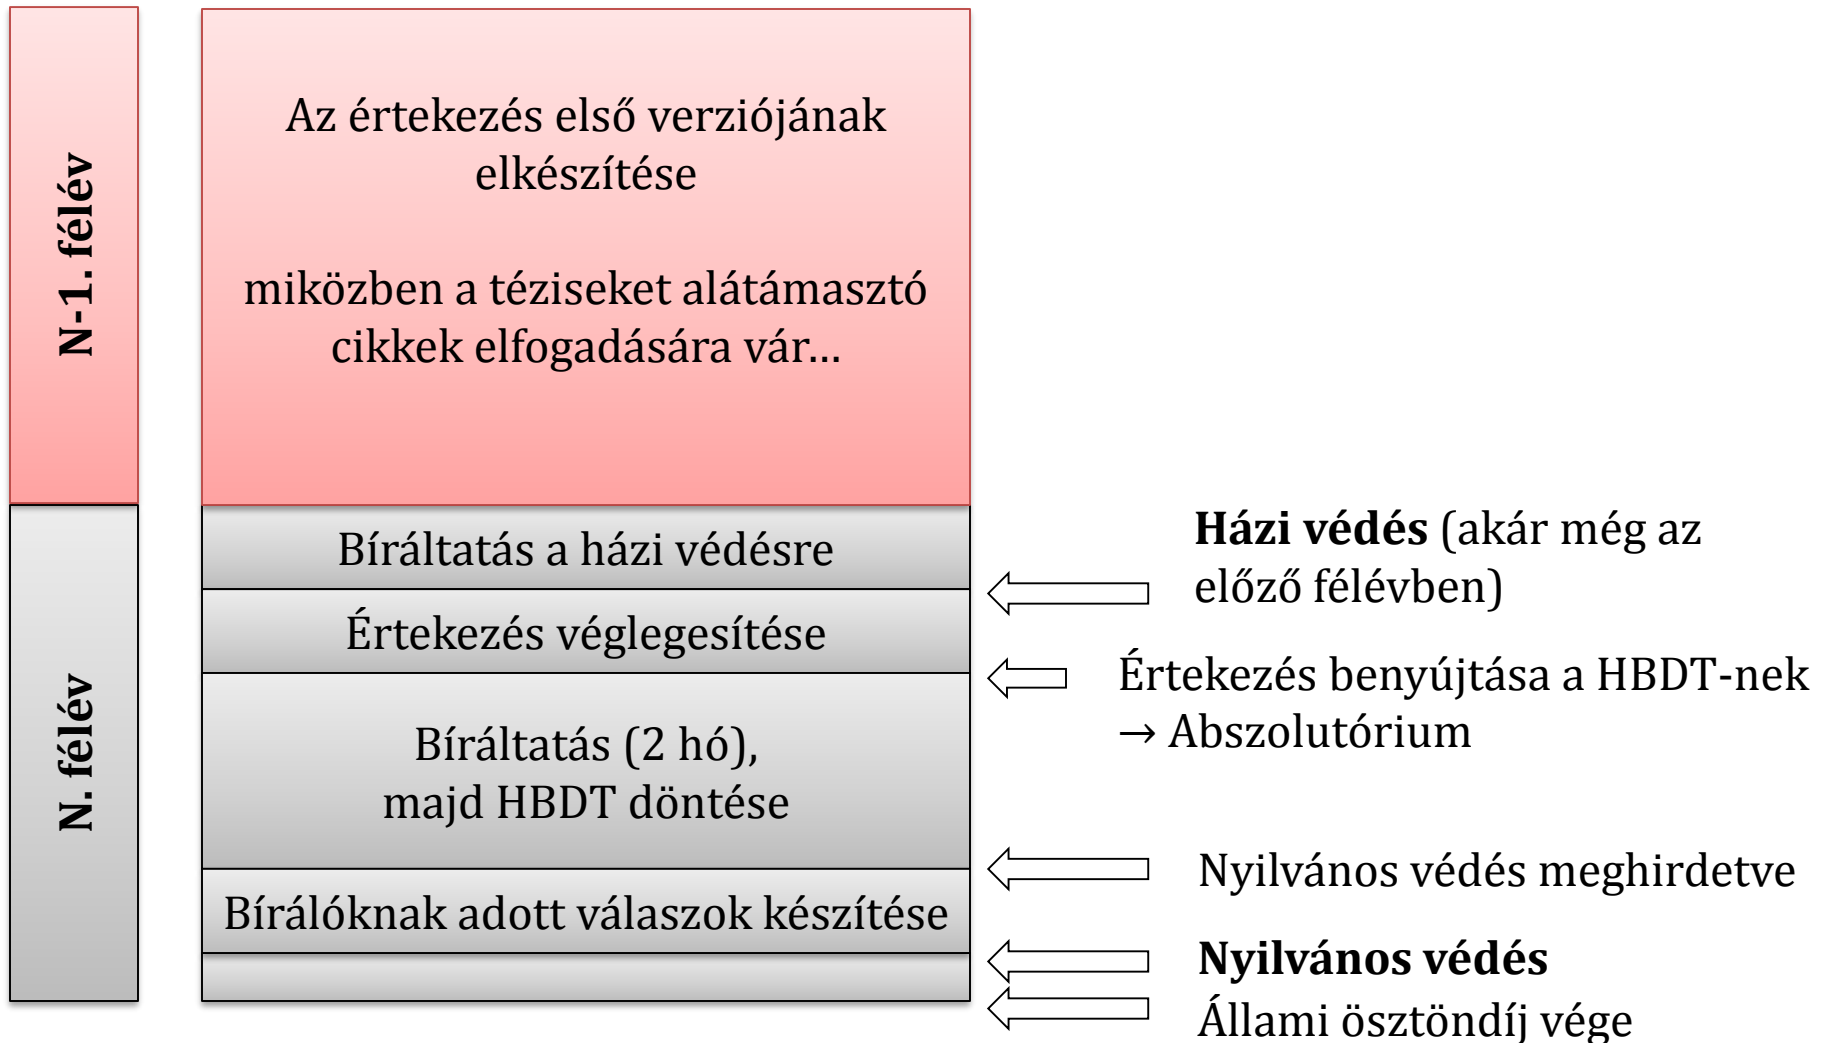 N-1. félév
Az értekezés első verziójának
elkészítése
miközben a téziseket alátámasztó
cikkek elfogadására vár...
N. félév
Bíráltatás a házi védésre
Házi védés (akár még az
előző félévben)
Értekezés véglegesítése
Értekezés benyújtása a HBDT-nek
→ Abszolutórium
Bíráltatás (2 hó),
majd HBDT döntése
Nyilvános védés meghirdetve
Bírálóknak adott válaszok készítése
Nyilvános védés
Állami ösztöndíj vége